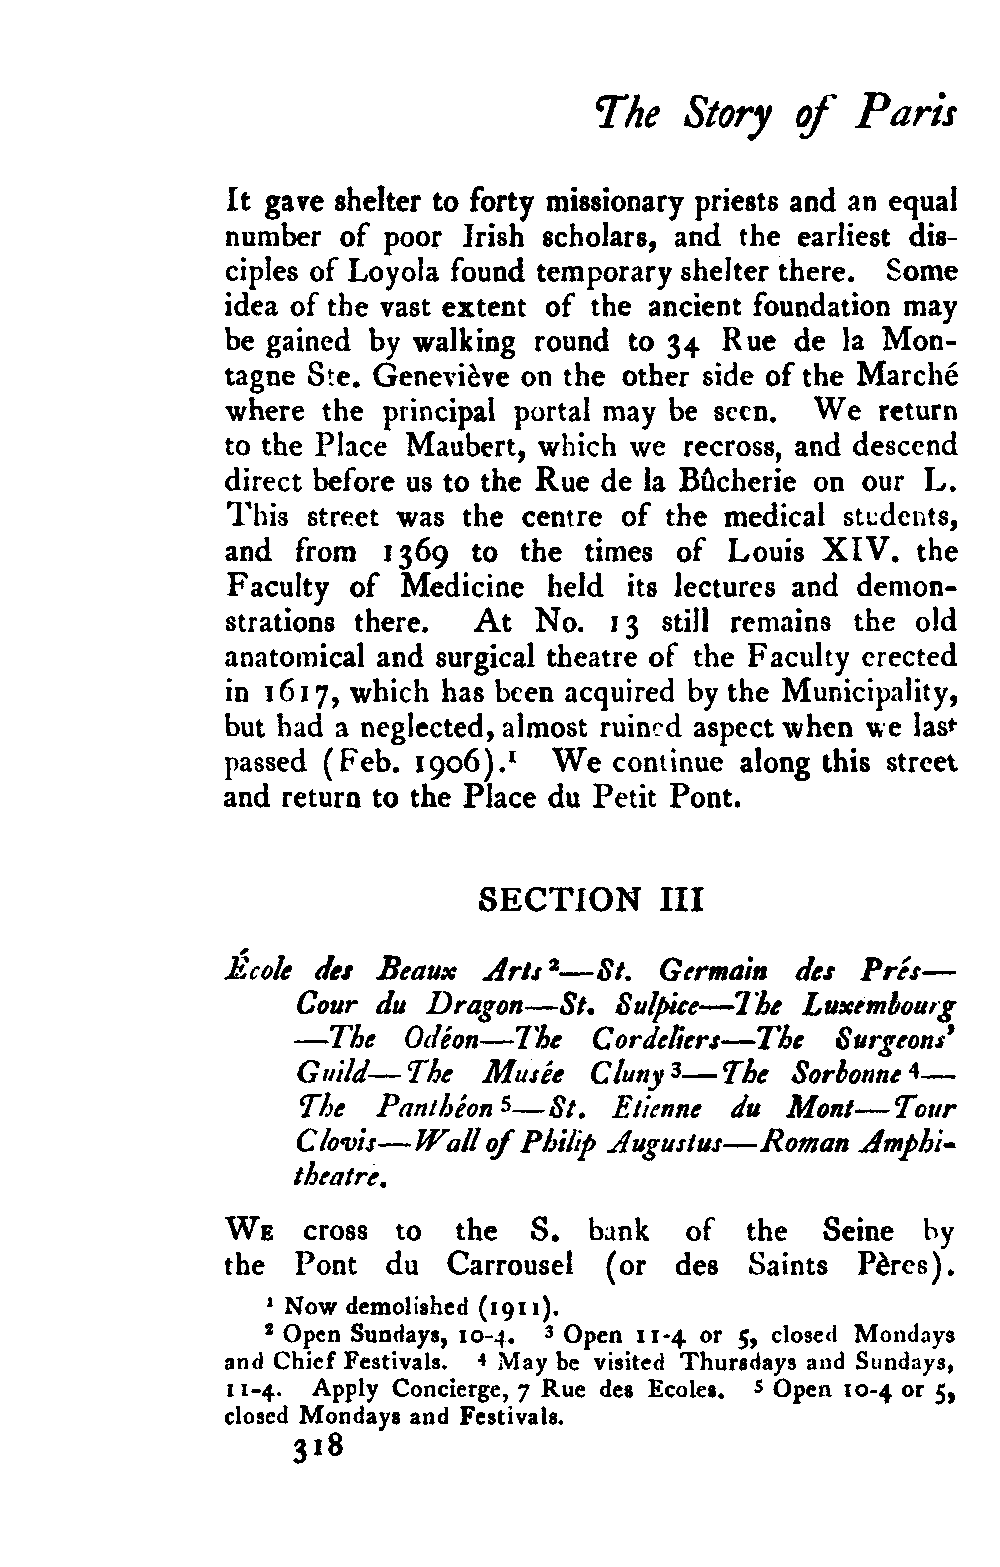 The Story of Paris
It gave shelter to forty missionary priests and an equal
number of poor Irish scholars, and the earliest dis-
ciples of Loyola found temporary shelter there. Some
idea of the vast extent of the ancient foundation may
be gained by walking round to 34 Rue de la Mon-
tagne Ste. Geneviève on the other side of the Marché
where the principal portal may be seen. We return
to the Place Maubert, which we recross, and descend
direct before us to the Rue de la Bûcherie on our L.
This street was the centre of the medical students,
and from 1369 to the times of Louis XIV. the
Faculty of Medicine held its lectures and demon-
strations there. At No. 13 still remains the old
anatomical and surgical theatre of the Faculty erected
in 1617, which has been acquired by the Municipality,
but had a neglected, almost ruined aspect when we last
passed (Feb. 1906).¹ We continue along this street
and return to the Place du Petit Pont.
SECTION III
École des Beaux Arts²—St. Germain des Prés—
Cour du Dragon—St. Sulpice—The Luxembourg
—The Odéon—The Cordeliers—The Surgeons'
Guild—The Musée Cluny³—The Sorbonne⁴—
The Panthéon⁵—St. Etienne du Mont—Tour
Clovis—Wall of Philip Augustus—Roman Amphi-
theatre.
WE cross to the S. bank of the Seine by
the Pont du Carrousel (or des Saints Pères).
¹ Now demolished (1911).
² Open Sundays, 10-4. ³ Open 11-4 or 5, closed Mondays
and Chief Festivals. ⁴ May be visited Thursdays and Sundays,
11-4. Apply Concierge, 7 Rue des Ecoles. ⁵ Open 10-4 or 5,
closed Mondays and Festivals.
318